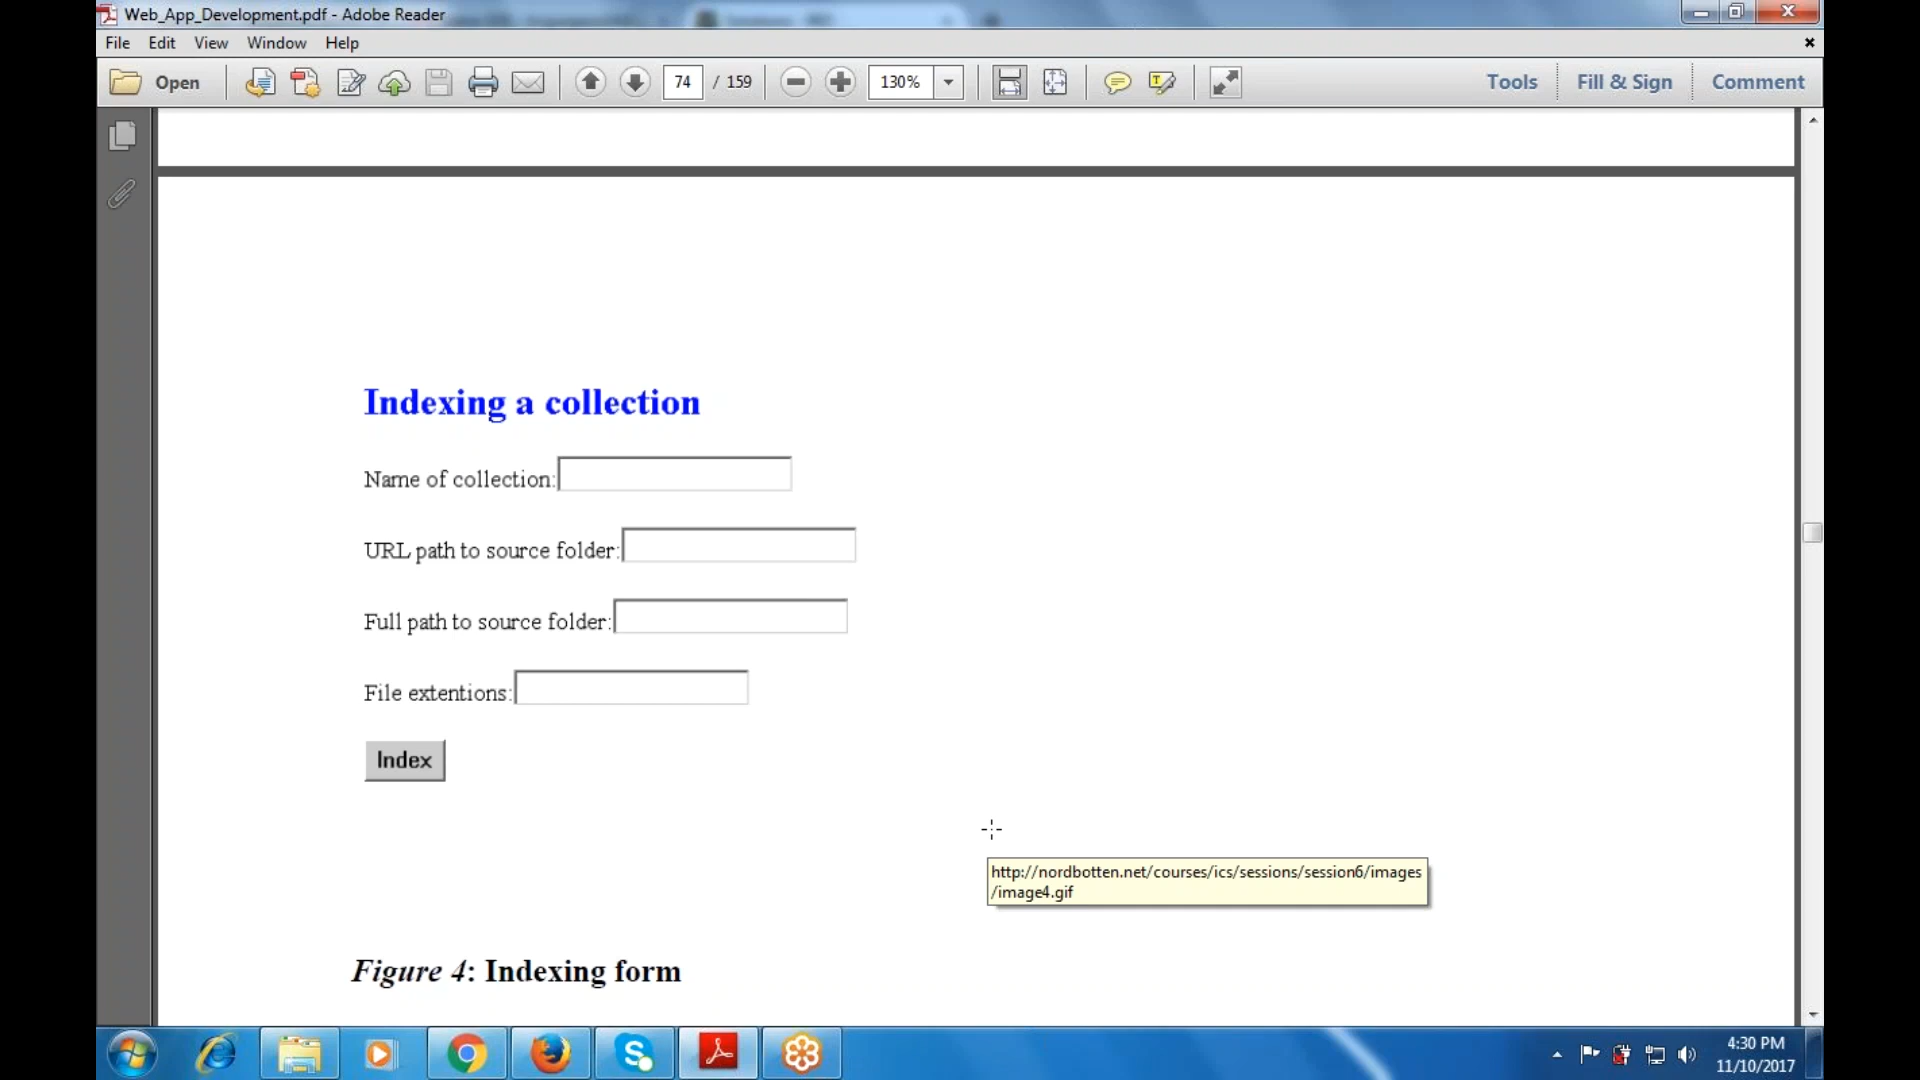 Web_App_Development.pdf - Adobe Reader
File Edit View Window Help
Open 74 / 159 130% Tools Fill & Sign Comment
Indexing a collection
Name of collection:
URL path to source folder:
Full path to source folder:
File extentions:
Index
http://nordbotten.net/courses/ics/sessions/session6/images
/image4.gif
Figure 4: Indexing form
4:30 PM
11/10/2017